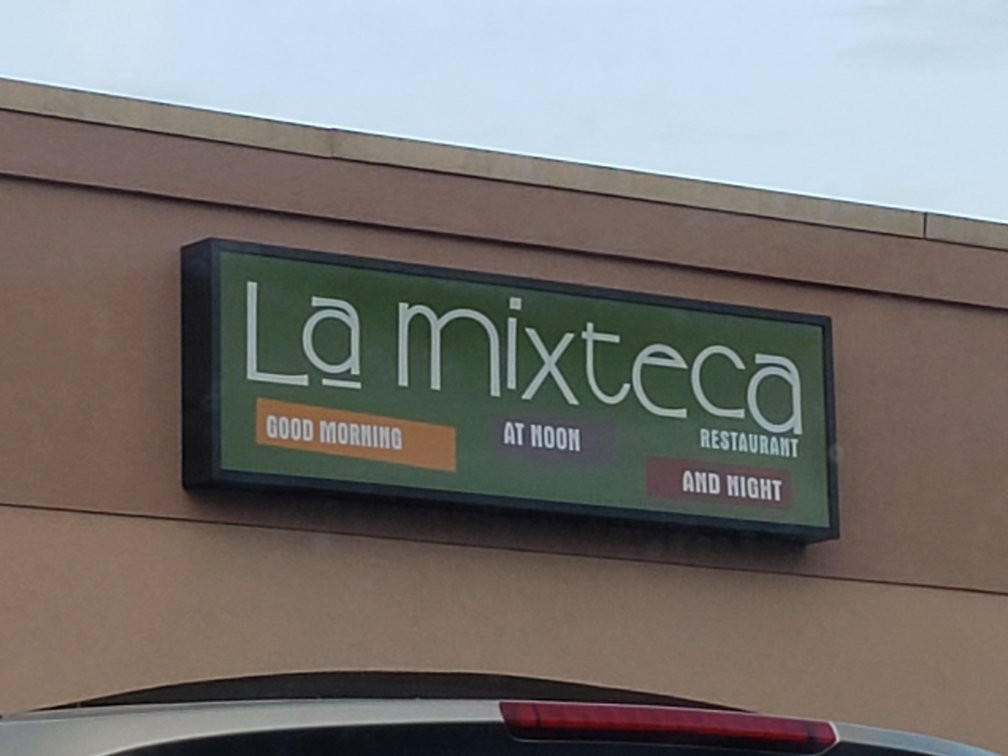 La mixteca
RESTAURANT
GOOD MORNING
AT NOON
AND NIGHT